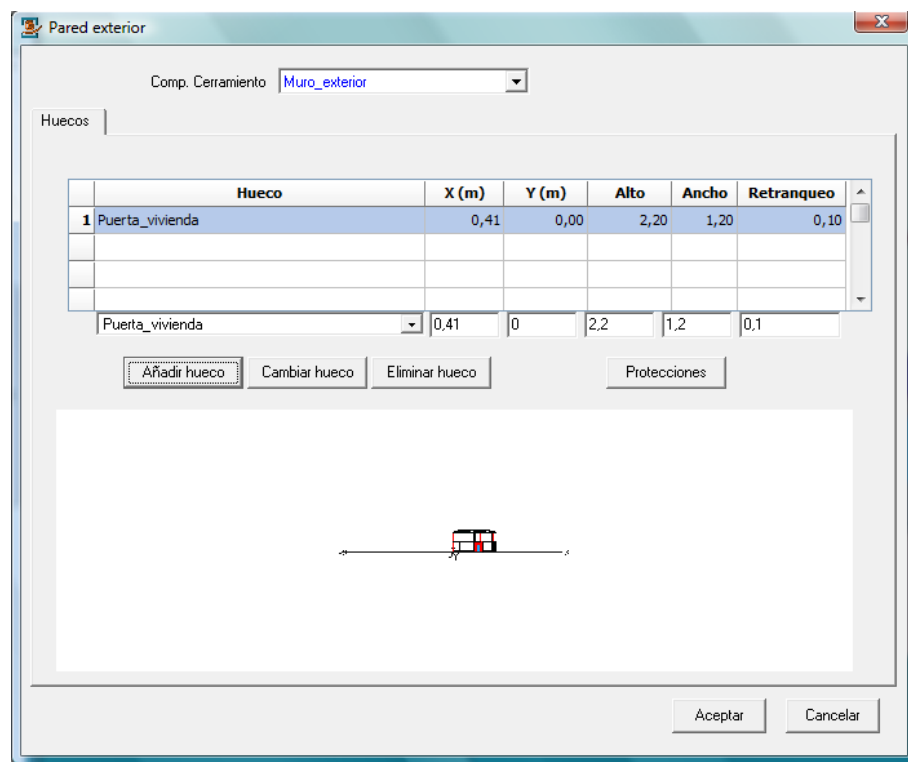 Pared exterior
Comp. Cerramiento Muro_exterior
Huecos
Hueco X (m) Y (m) Alto Ancho Retranqueo
1 Puerta_vivienda 0,41 0,00 2,20 1,20 0,10
Puerta_vivienda 0,41 0 2,2 1,2 0,1
Añadir hueco Cambiar hueco Eliminar hueco Protecciones
Aceptar Cancelar